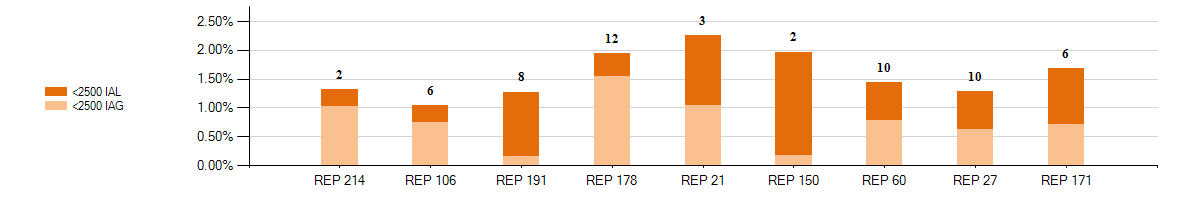 2.50%
2.00%
1.50%
1.00%
0.50%
0.00%
<2500 IAL
<2500 IAG
2
6
8
12
3
2
10
10
6
REP 214
REP 106
REP 191
REP 178
REP 21
REP 150
REP 60
REP 27
REP 171